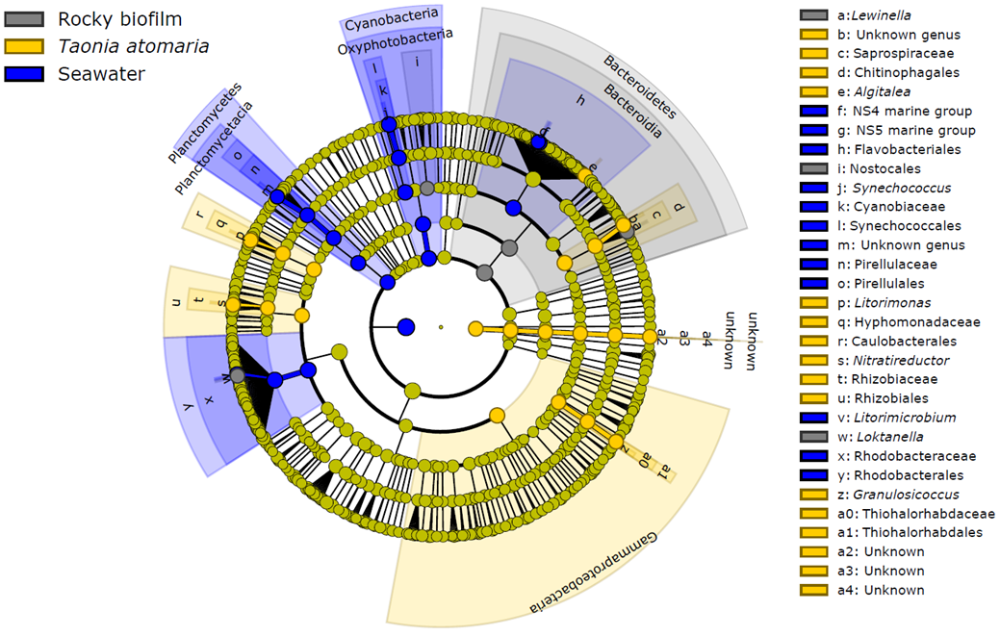 Rocky biofilm
Taonia atomaria
Seawater
Cyanobacteria
Oxyphotobacteria
l
i
k
j
Bacteroidetes
Bacteroidia
h
g
e
d
c
b
a
Planctomycetes
Planctomycetacia
o
n
m
r
q
p
u
t
s
w
x
y
a2
a3
a4
unknown
unknown
z
a0
a1
Gammaproteobacteria
a:Lewinella
b: Unknown genus
c: Saprospiraceae
d: Chitinophagales
e: Algitalea
f: NS4 marine group
g: NS5 marine group
h: Flavobacteriales
i: Nostocales
j: Synechococcus
k: Cyanobiaceae
l: Synechococcales
m: Unknown genus
n: Pirellulaceae
o: Pirellulales
p: Litorimonas
q: Hyphomonadaceae
r: Caulobacterales
s: Nitratireductor
t: Rhizobiaceae
u: Rhizobiales
v: Litorimicrobium
w: Loktanella
x: Rhodobacteraceae
y: Rhodobacterales
z: Granulosicoccus
a0: Thiohalorhabdaceae
a1: Thiohalorhabdales
a2: Unknown
a3: Unknown
a4: Unknown